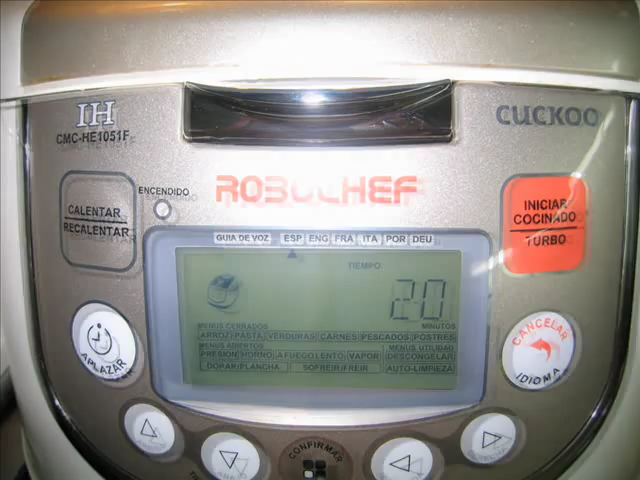 IH
CMC-HE1051F
CUCKOO
CALENTAR
RECALENTAR
ENCENDIDO
ROBOCHEF
INICIAR
COCINADO
TURBO
GUIA DE VOZ ESP ENG FRA ITA POR DEU
TIEMPO
20
MINUTOS
MENUS CERRADOS
ARROZ/PASTA VERDURAS CARNES PESCADOS POSTRES
MENUS ABIERTOS MENUS UTILIDAD
PRESION HORNO A FUEGO LENTO VAPOR DESCONGELAR
DORAR/PLANCHA SOFREIR/FREIR AUTO-LIMPIEZA
APLAZAR
CANCELAR
IDIOMA
CONFIRMAR